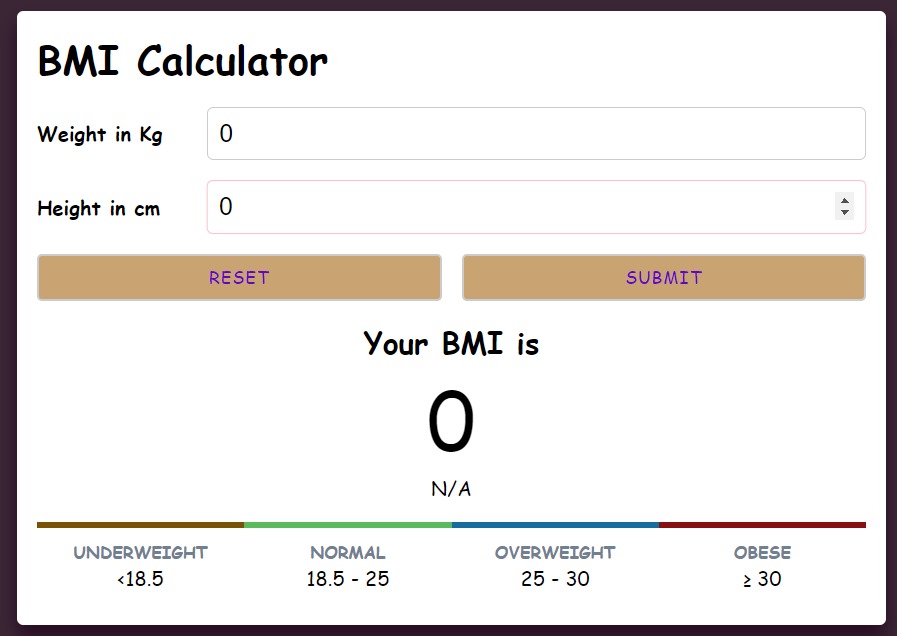 BMI Calculator
Weight in Kg 0
Height in cm 0
RESET SUBMIT
Your BMI is
0
N/A
UNDERWEIGHT NORMAL OVERWEIGHT OBESE
<18.5 18.5 - 25 25 - 30 ≥ 30